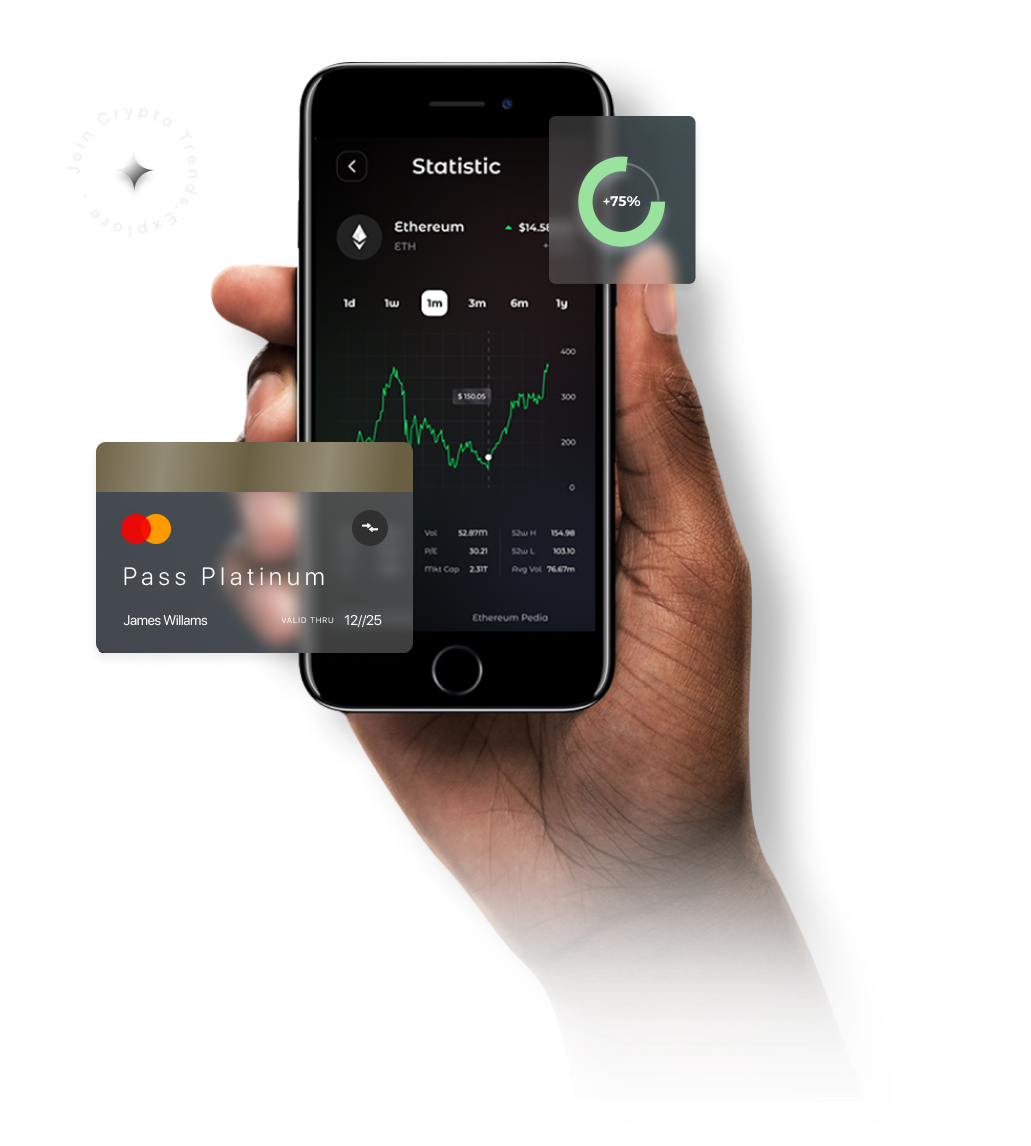 Join Crypto Trends. Explore .
Statistic
+75%
Ethereum
$14.58
ETH
1d 1w 1m 3m 6m 1y
400
$ 150.05
300
200
0
Vol 52.87M 52w H 154.98
P/E 30.21 52w L 103.10
Mkt Cap 2.31T Avg Vol 76.67m
Pass Platinum
James Willams VALID THRU 12//25
Ethereum Pedia